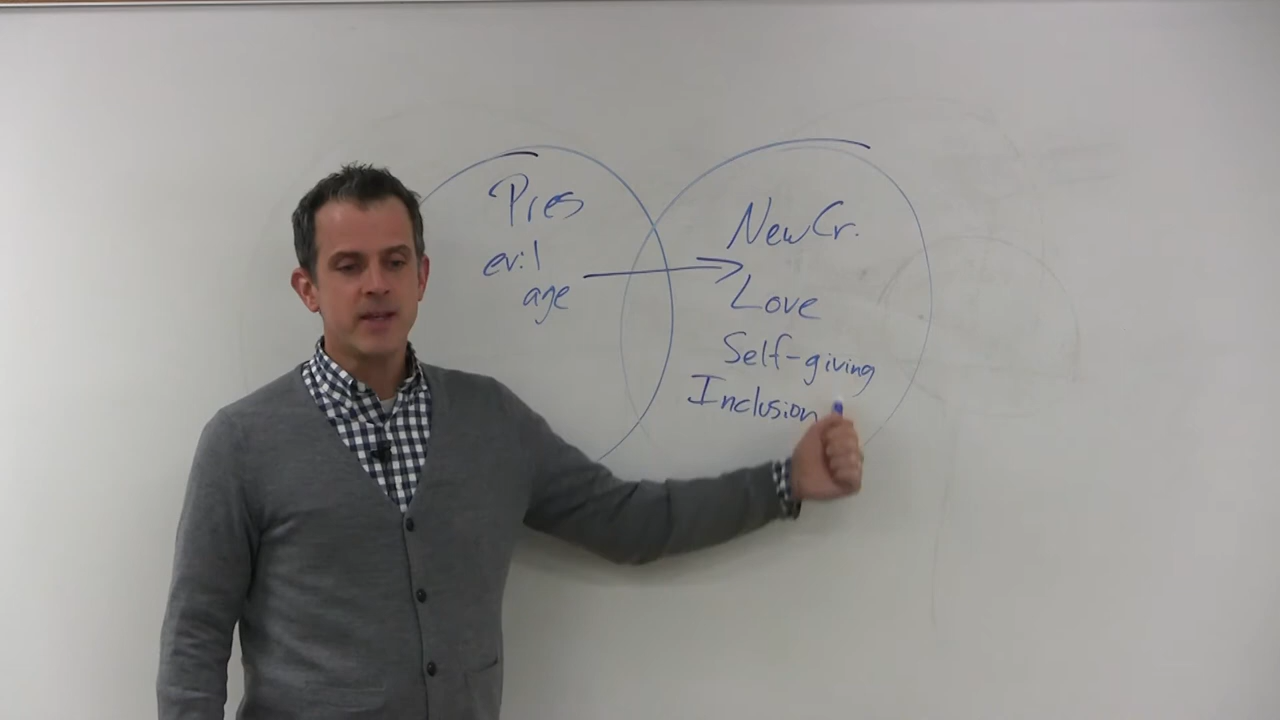 Pres
evil
age
New Cr.
Love
Self-giving
Inclusion